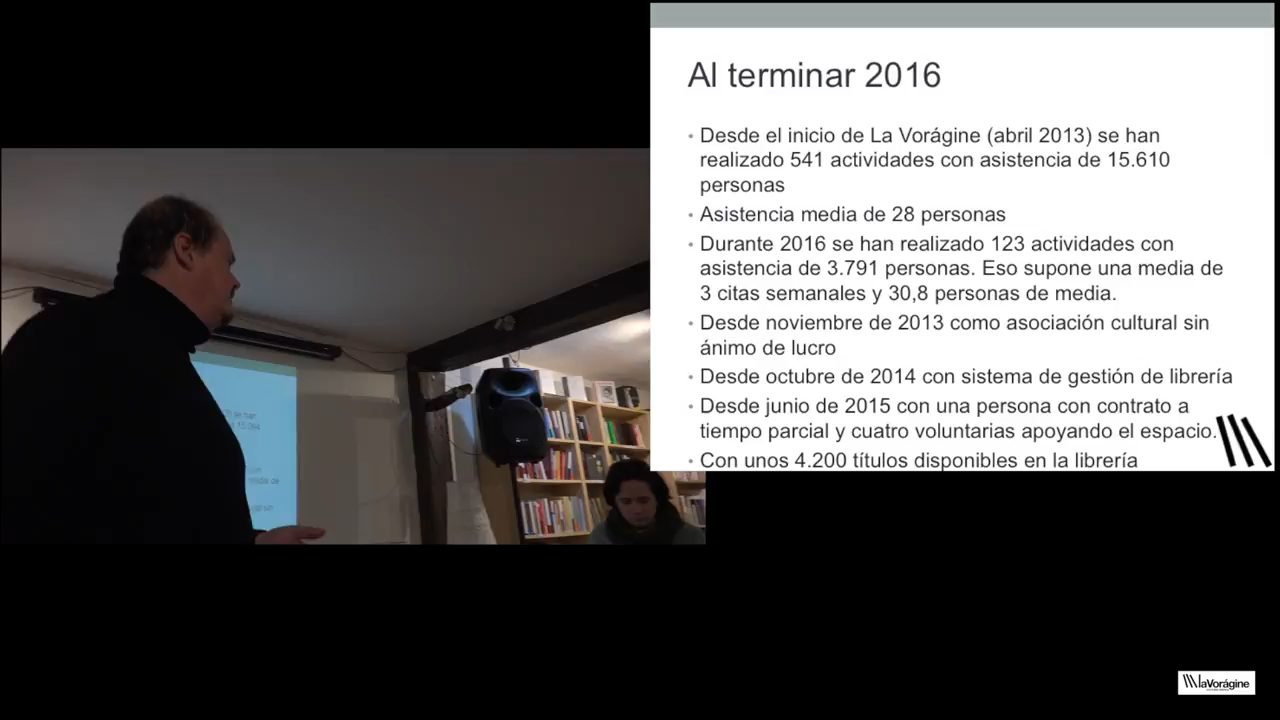 Al terminar 2016
• Desde el inicio de La Vorágine (abril 2013) se han
realizado 541 actividades con asistencia de 15.610
personas
• Asistencia media de 28 personas
• Durante 2016 se han realizado 123 actividades con
asistencia de 3.791 personas. Eso supone una media de
3 citas semanales y 30,8 personas de media.
• Desde noviembre de 2013 como asociación cultural sin
ánimo de lucro
• Desde octubre de 2014 con sistema de gestión de librería
• Desde junio de 2015 con una persona con contrato a
tiempo parcial y cuatro voluntarias apoyando el espacio.
• Con unos 4.200 títulos disponibles en la librería
laVorágine